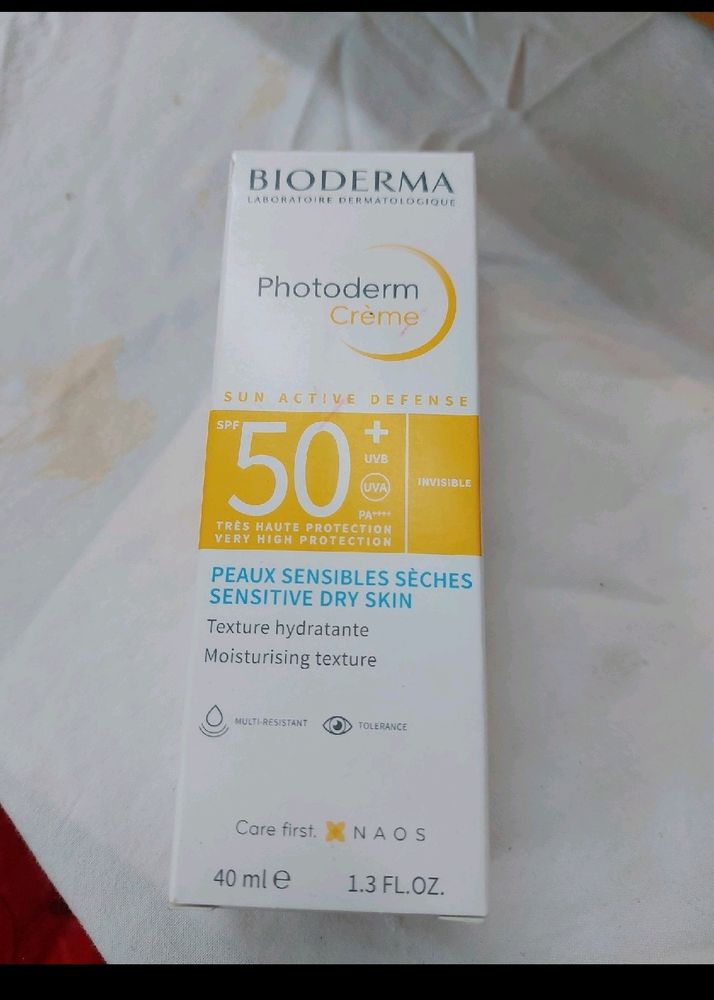 BIODERMA
LABORATOIRE DERMATOLOGIQUE
Photoderm
Crème
SUN ACTIVE DEFENSE
SPF 50+
UVB
UVA
PA++++
INVISIBLE
TRÈS HAUTE PROTECTION
VERY HIGH PROTECTION
PEAUX SENSIBLES SÈCHES
SENSITIVE DRY SKIN
Texture hydratante
Moisturising texture
MULTI-RESISTANT TOLERANCE
Care first. NAOS
40 ml ℮ 1.3 FL.OZ.